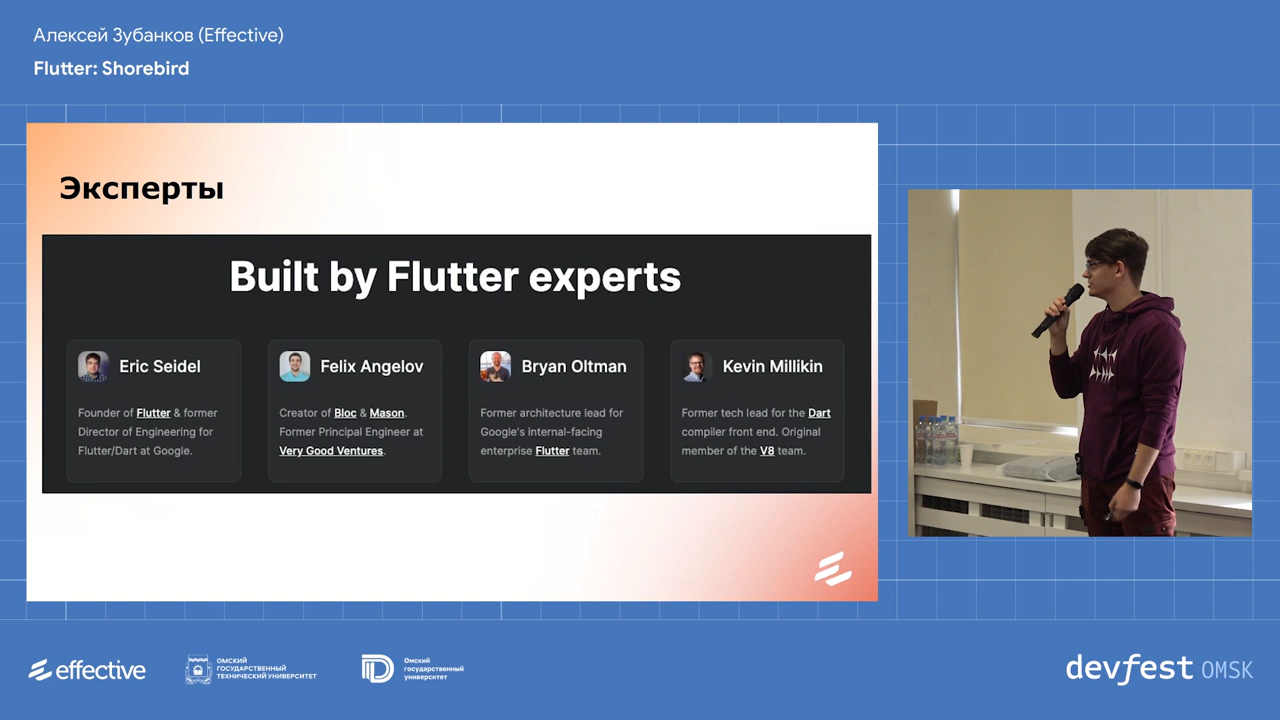 Алексей Зубанков (Effective)
Flutter: Shorebird
Эксперты
Built by Flutter experts
Eric Seidel
Founder of Flutter & former
Director of Engineering for
Flutter/Dart at Google.
Felix Angelov
Creator of Bloc & Mason.
Former Principal Engineer at
Very Good Ventures.
Bryan Oltman
Former architecture lead for
Google's internal-facing
enterprise Flutter team.
Kevin Millikin
Former tech lead for the Dart
compiler front end. Original
member of the V8 team.
effective
ОМСКИЙ
ГОСУДАРСТВЕННЫЙ
ТЕХНИЧЕСКИЙ УНИВЕРСИТЕТ
Омский
государственный
университет
devfest OMSK